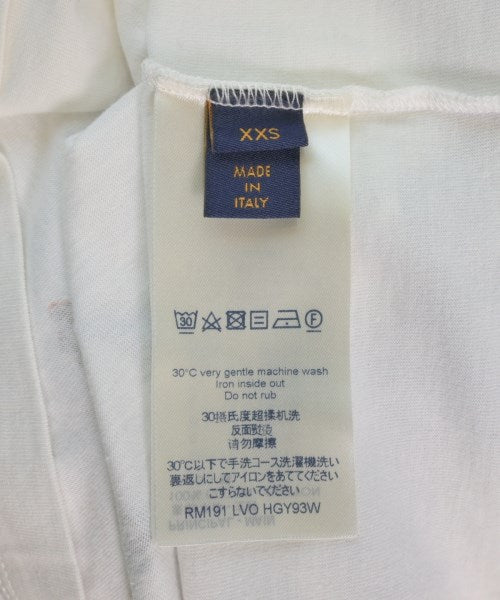 XXS
MADE
IN
ITALY
30
P
F
30°C very gentle machine wash
Iron inside out
Do not rub
30摄氏度超揉机洗
反面熨烫
请勿摩擦
30℃以下で手洗コース洗濯機洗い
裏返しにしてアイロンをあててください
こすらないでください
RM191 LVO HGY93W
PRINCIPAL - MAIN